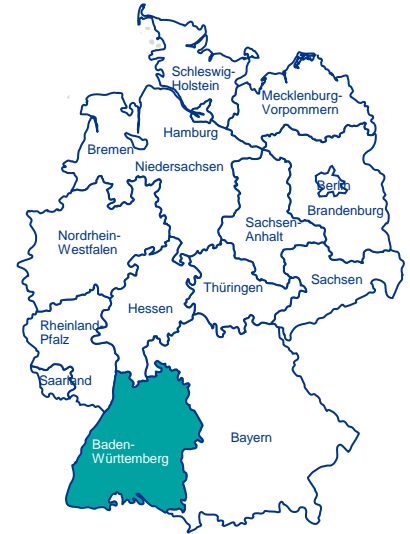 Schleswig-
Holstein
Mecklenburg-
Vorpommern
Hamburg
Bremen
Niedersachsen
Berlin
Brandenburg
Sachsen-
Anhalt
Nordrhein-
Westfalen
Sachsen
Thüringen
Hessen
Rheinland
Pfalz
Saarland
Baden-
Württemberg
Bayern